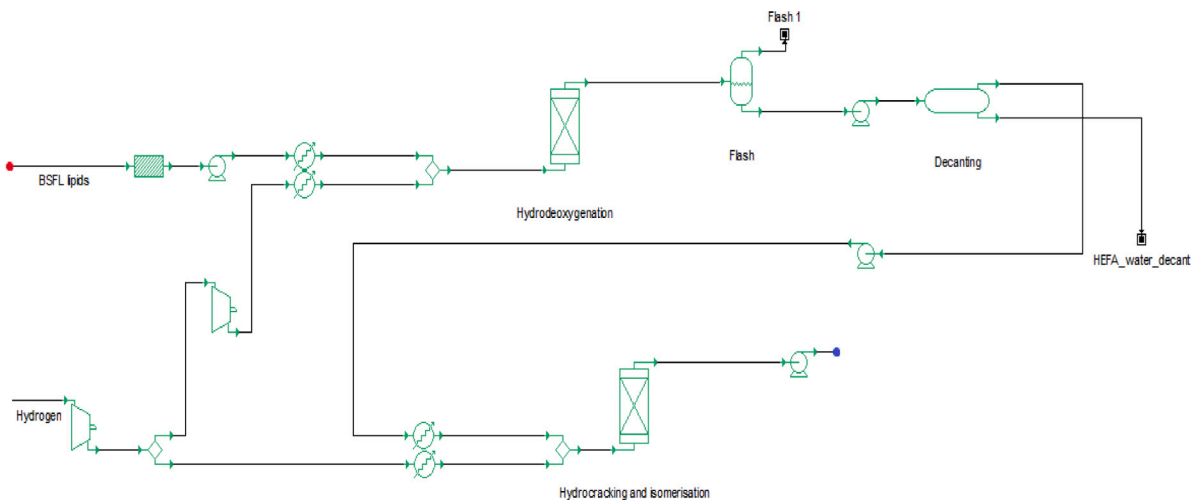 Flash 1
Flash
Decanting
BSFL lipids
Hydrodeoxygenation
HEFA_water_decant
Hydrogen
Hydrocracking and isomerisation